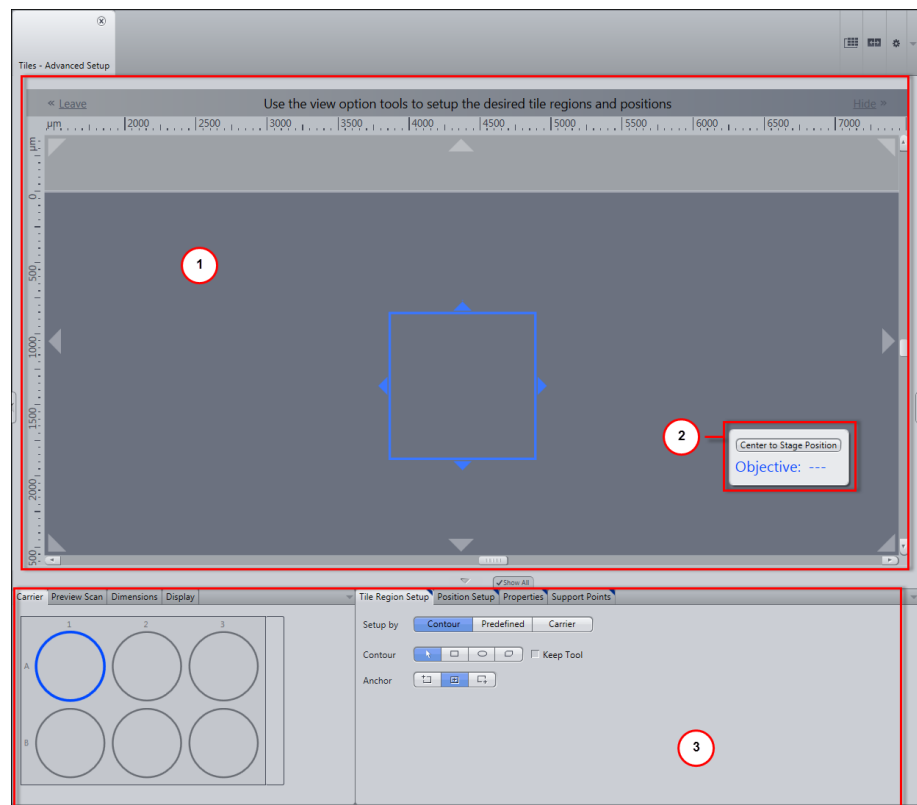 Tiles - Advanced Setup
« Leave Use the view option tools to setup the desired tile regions and positions Hide »
µm 2000 2500 3000 3500 4000 4500 5000 5500 6000 6500 7000
µm
0
500
1000
1500
2000
500
1
2
Center to Stage Position
Objective: ---
Show All
Carrier Preview Scan Dimensions Display
Tile Region Setup Position Setup Properties Support Points
1 2 3
A
B
Setup by Contour Predefined Carrier
Contour Keep Tool
Anchor
3